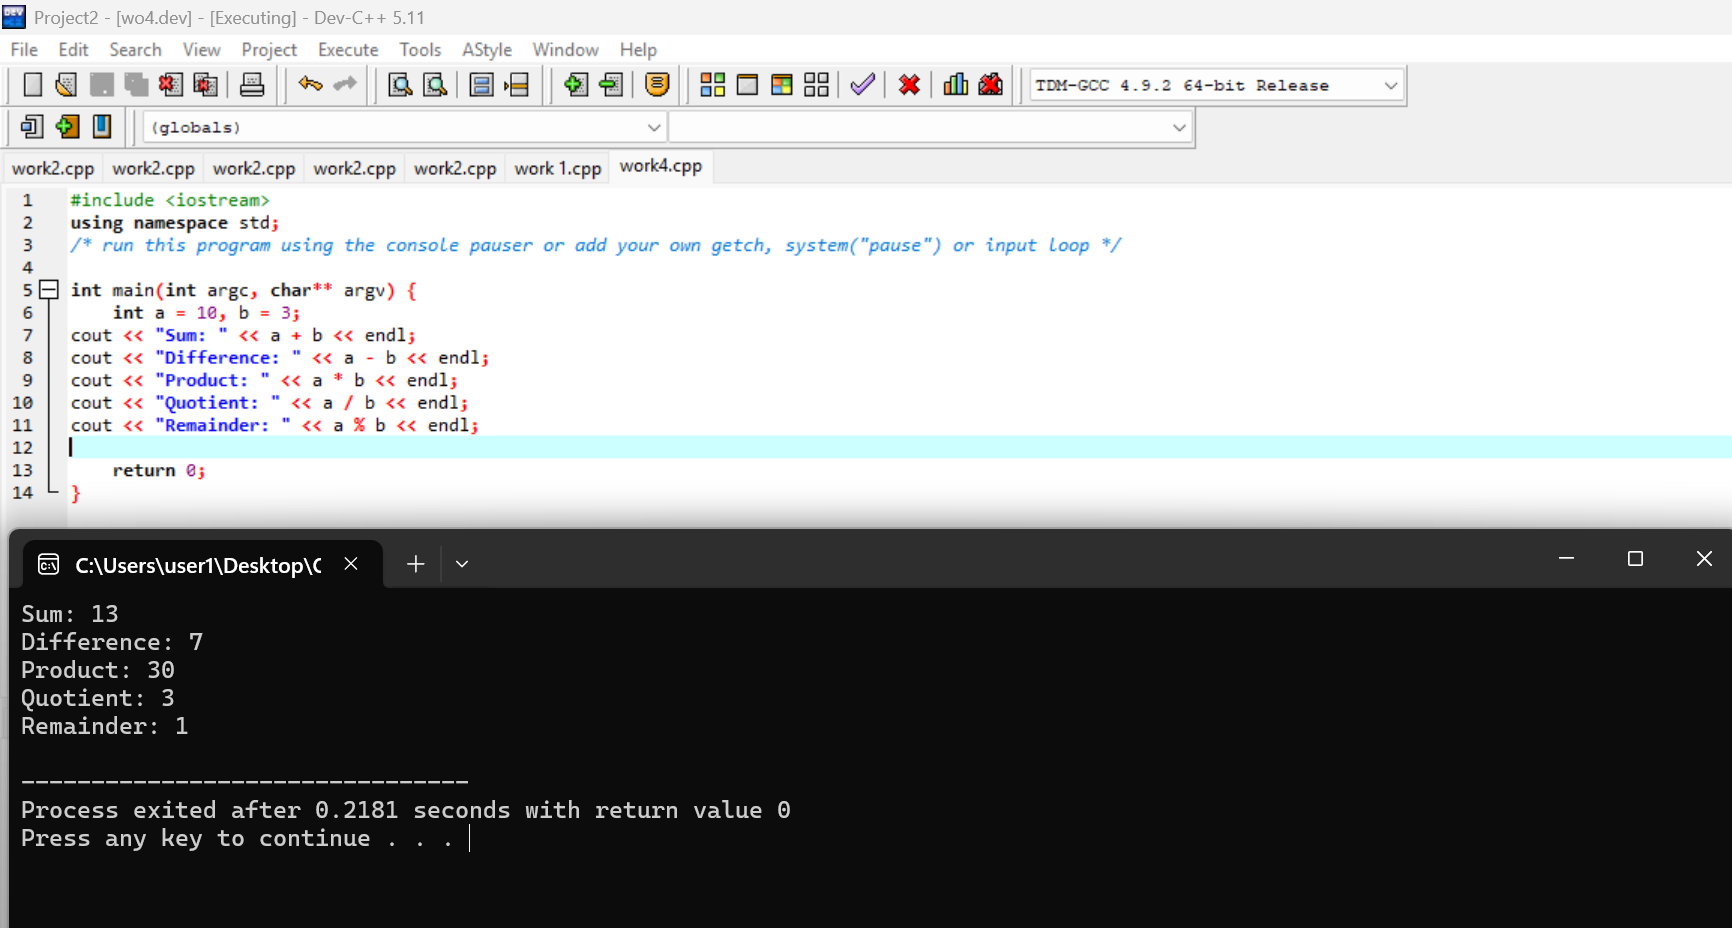 Project2 - [wo4.dev] - [Executing] - Dev-C++ 5.11
File Edit Search View Project Execute Tools AStyle Window Help
TDM-GCC 4.9.2 64-bit Release
(globals)
work2.cpp work2.cpp work2.cpp work2.cpp work2.cpp work 1.cpp work4.cpp
1 #include <iostream>
2 using namespace std;
3 /* run this program using the console pauser or add your own getch, system("pause") or input loop */
4
5 int main(int argc, char** argv) {
6     int a = 10, b = 3;
7 cout << "Sum: " << a + b << endl;
8 cout << "Difference: " << a - b << endl;
9 cout << "Product: " << a * b << endl;
10 cout << "Quotient: " << a / b << endl;
11 cout << "Remainder: " << a % b << endl;
12
13     return 0;
14 }
C:\Users\user1\Desktop\C
Sum: 13
Difference: 7
Product: 30
Quotient: 3
Remainder: 1
--------------------------------
Process exited after 0.2181 seconds with return value 0
Press any key to continue . . .